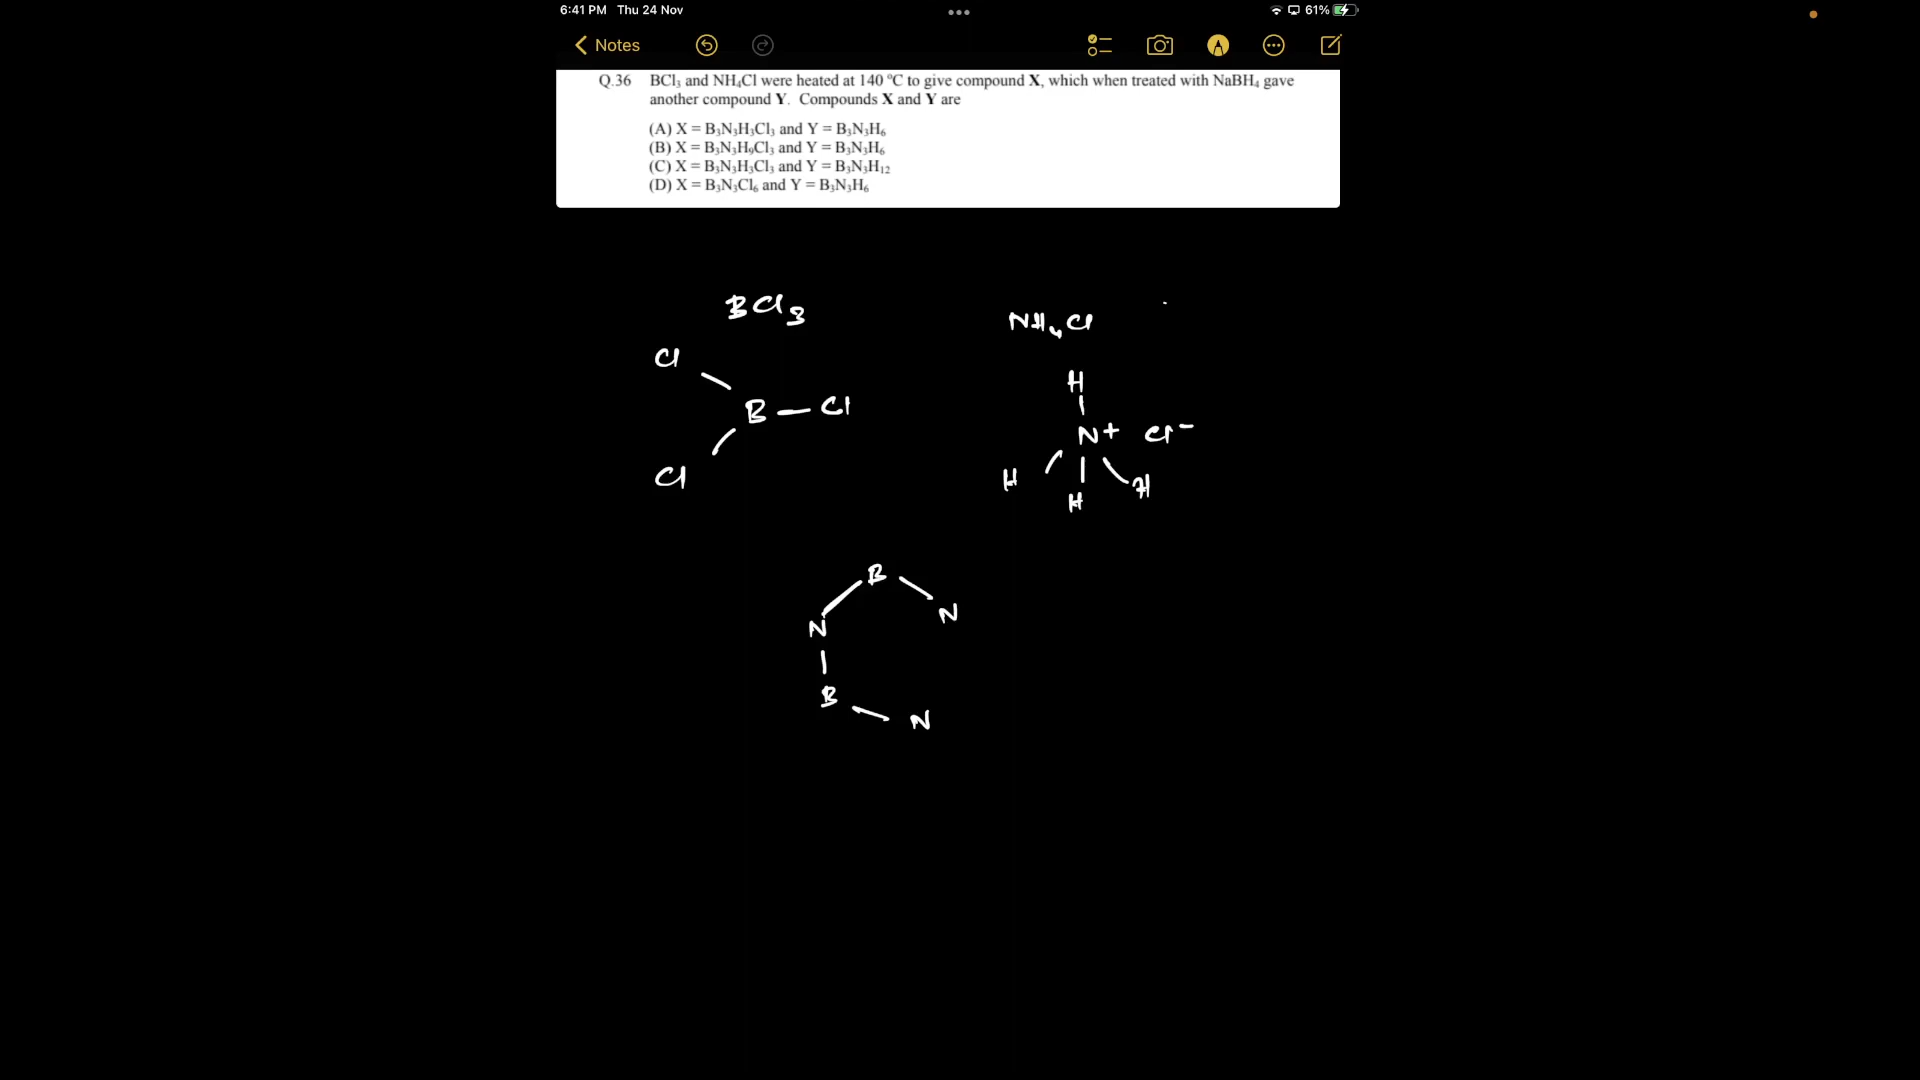 6:41 PM Thu 24 Nov
61%
Notes
Q.36 BCl₃ and NH₄Cl were heated at 140 °C to give compound X, which when treated with NaBH₄ gave
another compound Y. Compounds X and Y are
(A) X = B₃N₃H₃Cl₃ and Y = B₃N₃H₆
(B) X = B₃N₃H₉Cl₃ and Y = B₃N₃H₆
(C) X = B₃N₃H₃Cl₃ and Y = B₃N₃H₁₂
(D) X = B₃N₃Cl₆ and Y = B₃N₃H₆
BCl₃
NH₄Cl
Cl
H
B — Cl
N+ Cl-
Cl
H H H
B
N N
B
N